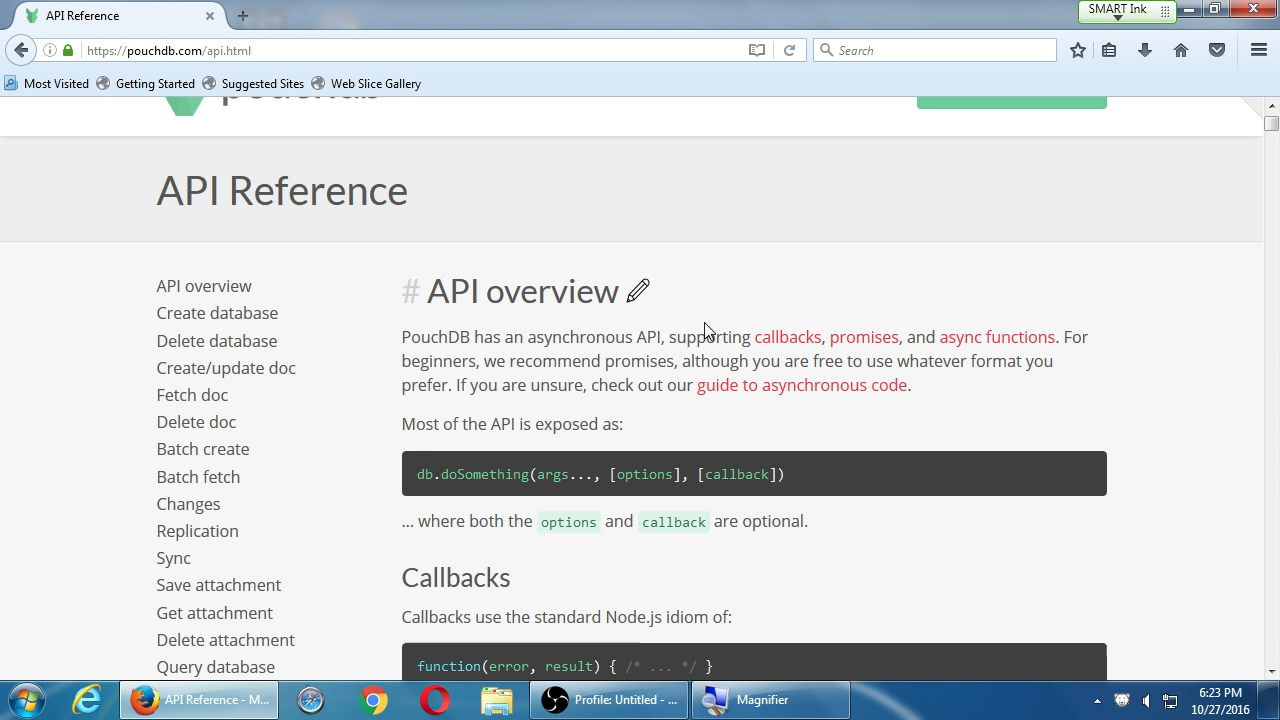 API Reference
SMART Ink
https://pouchdb.com/api.html
Search
Most Visited
Getting Started
Suggested Sites
Web Slice Gallery
API Reference
API overview
Create database
Delete database
Create/update doc
Fetch doc
Delete doc
Batch create
Batch fetch
Changes
Replication
Sync
Save attachment
Get attachment
Delete attachment
Query database
# API overview
PouchDB has an asynchronous API, supporting callbacks, promises, and async functions. For
beginners, we recommend promises, although you are free to use whatever format you
prefer. If you are unsure, check out our guide to asynchronous code.
Most of the API is exposed as:
db.doSomething(args..., [options], [callback])
... where both the options and callback are optional.
Callbacks
Callbacks use the standard Node.js idiom of:
function(error, result) { /* ... */ }
API Reference - M...
Profile: Untitled - ...
Magnifier
6:23 PM
10/27/2016